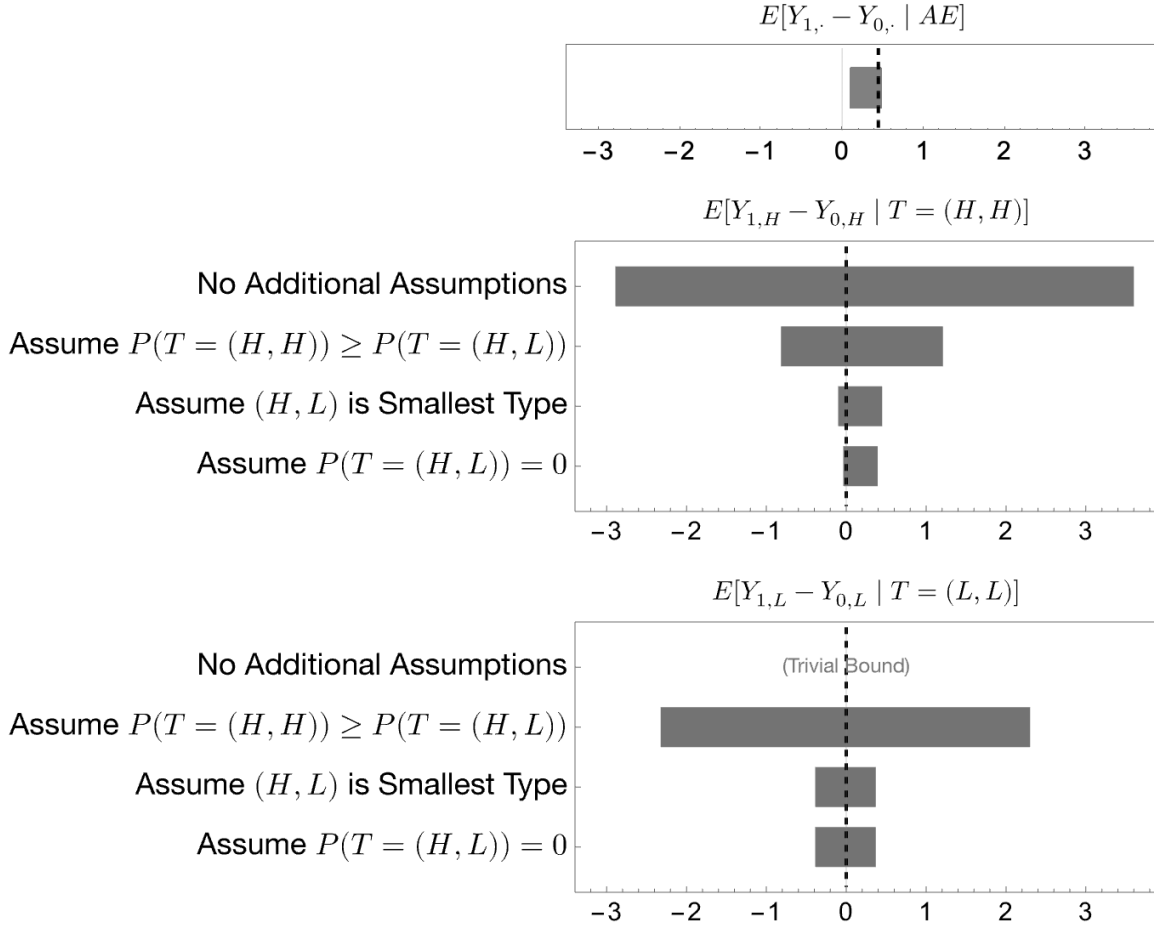 E[Y_{1,·} − Y_{0,·} | AE]
−3 −2 −1 0 1 2 3
E[Y_{1,H} − Y_{0,H} | T = (H, H)]
No Additional Assumptions
Assume P(T = (H, H)) ≥ P(T = (H, L))
Assume (H, L) is Smallest Type
Assume P(T = (H, L)) = 0
−3 −2 −1 0 1 2 3
E[Y_{1,L} − Y_{0,L} | T = (L, L)]
No Additional Assumptions
(Trivial Bound)
Assume P(T = (H, H)) ≥ P(T = (H, L))
Assume (H, L) is Smallest Type
Assume P(T = (H, L)) = 0
−3 −2 −1 0 1 2 3